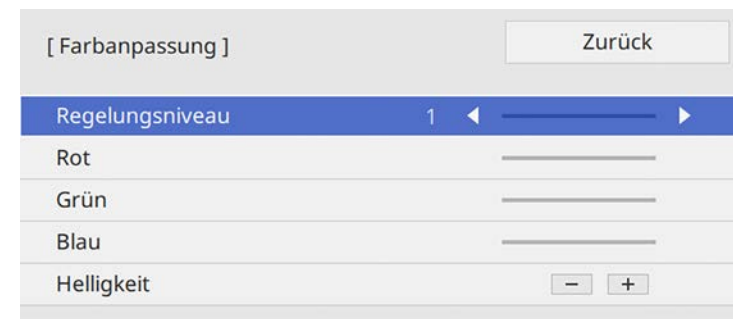 [ Farbanpassung ] Zurück
Regelungsniveau 1
Rot
Grün
Blau
Helligkeit − +